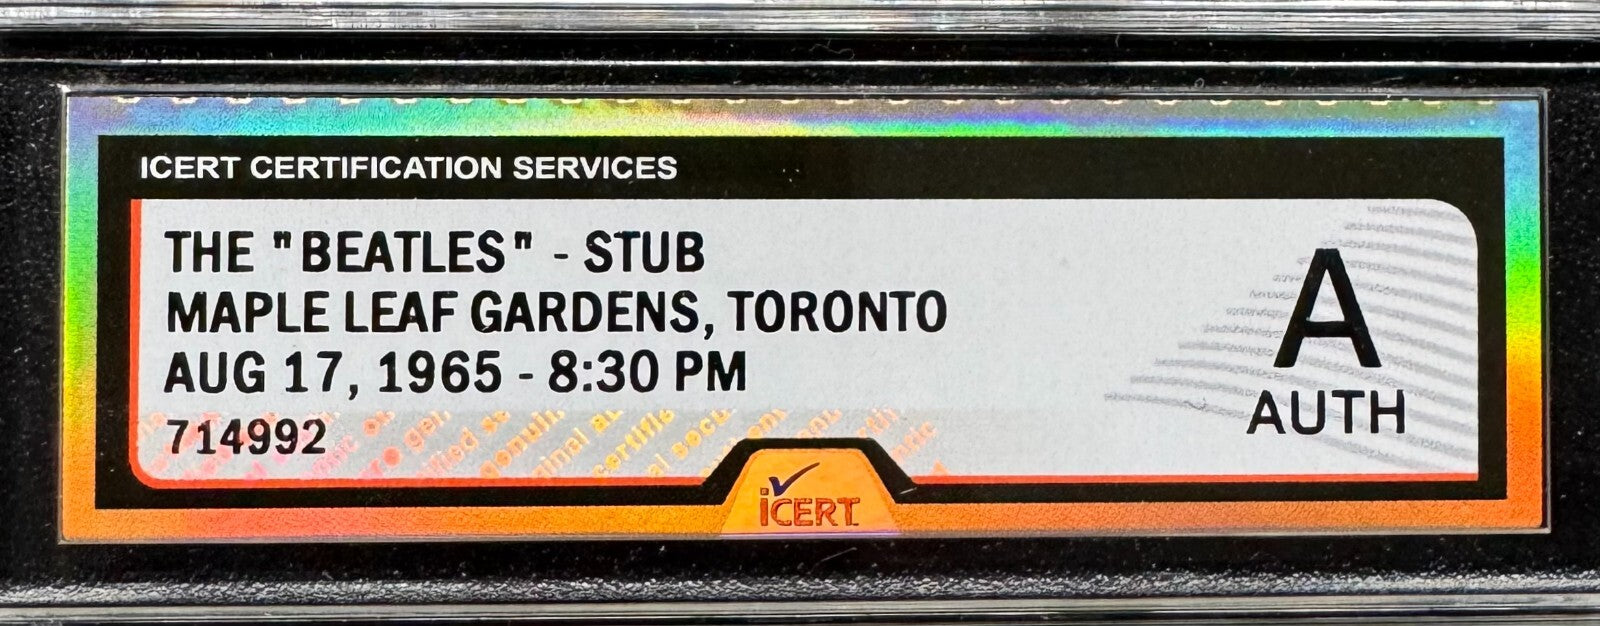 ICERT CERTIFICATION SERVICES
THE "BEATLES" - STUB
MAPLE LEAF GARDENS, TORONTO
AUG 17, 1965 - 8:30 PM
714992
A
AUTH
iCERT